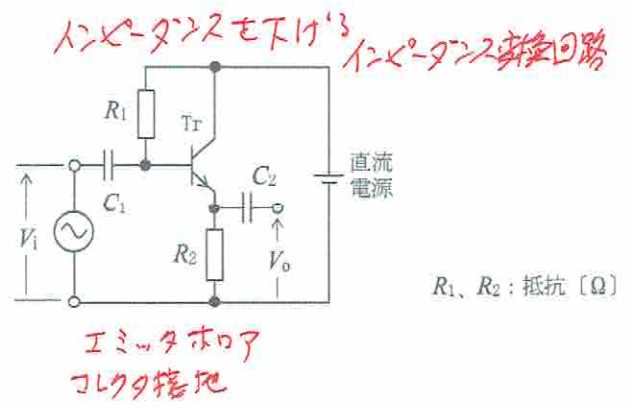 インピーダンスを下げる
インピーダンス変換回路
R₁
Tr
C₁
C₂
直流
電源
Vᵢ
R₂
Vₒ
R₁、R₂:抵抗〔Ω〕
エミッタホロア
コレクタ接地